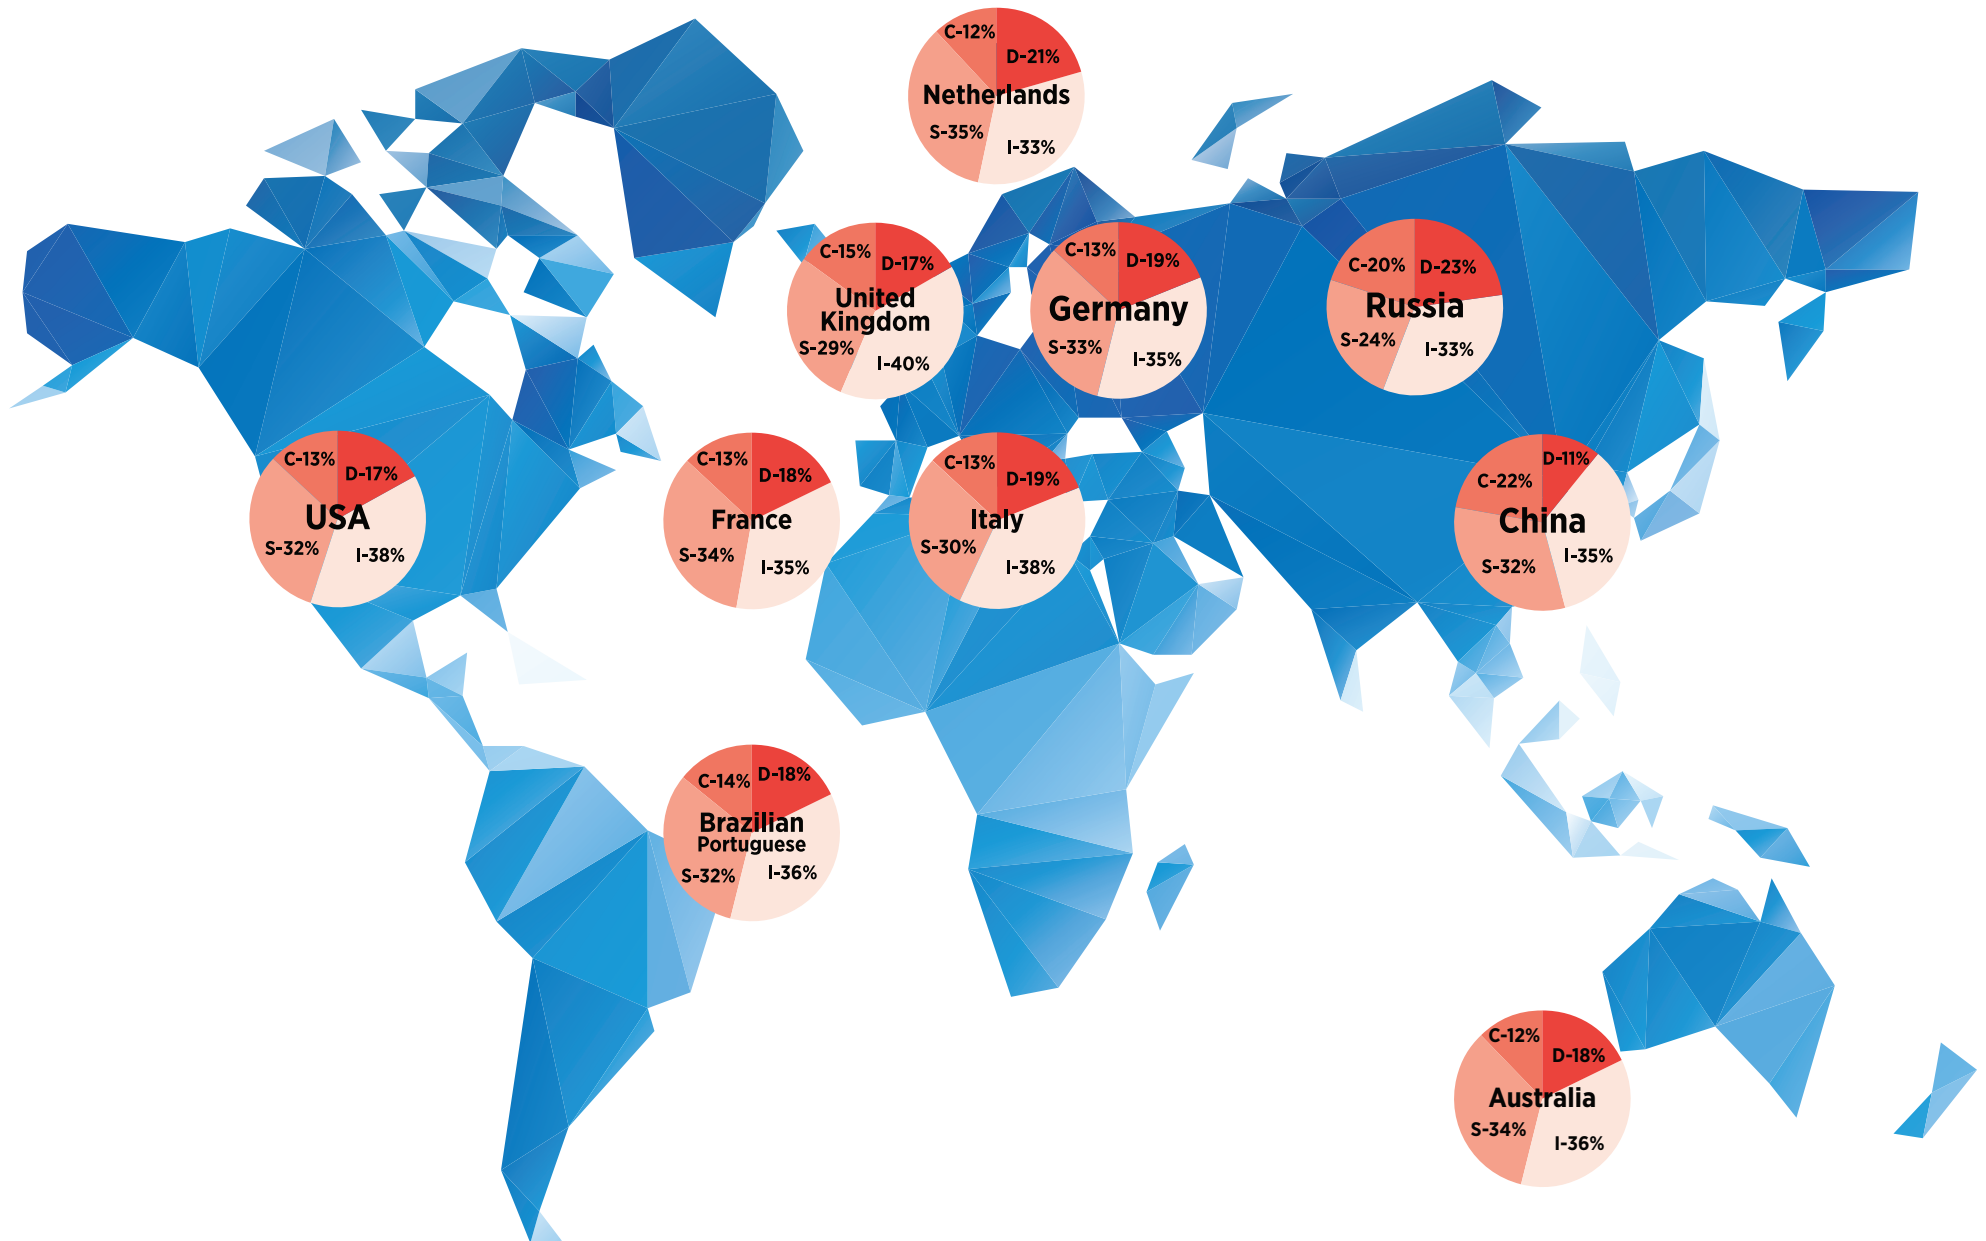 C-12%
D-21%
Netherlands
S-35%
I-33%
C-15%
D-17%
United
Kingdom
S-29%
I-40%
C-13%
D-19%
Germany
S-33%
I-35%
C-20%
D-23%
Russia
S-24%
I-33%
C-13%
D-17%
USA
S-32%
I-38%
C-13%
D-18%
France
S-34%
I-35%
C-13%
D-19%
Italy
S-30%
I-38%
D-11%
C-22%
China
S-32%
I-35%
C-14%
D-18%
Brazilian
Portuguese
S-32%
I-36%
C-12%
D-18%
Australia
S-34%
I-36%